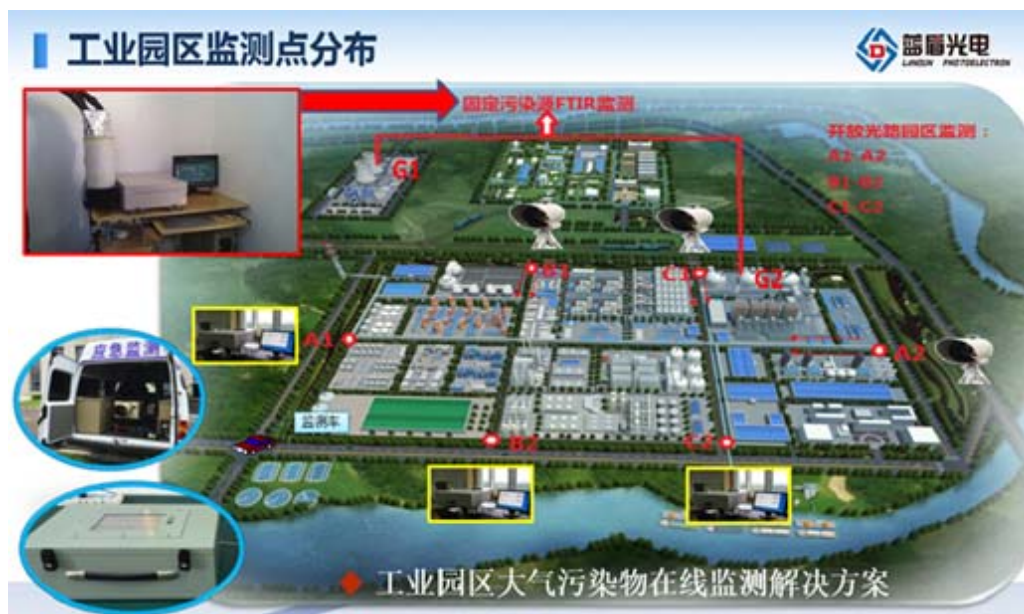 工业园区监测点分布
蓝盾光电
LANDUN PHOTOELECTRON
固定污染源FTIR监测
开放光路园区监测：
A1-A2
B1-B2
C1-C2
G1
B1
C1
G2
A1
A2
应急监测
监测车
B2
C2
工业园区大气污染物在线监测解决方案